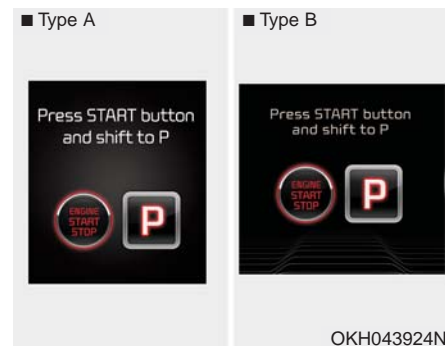 ■ Type A
Press START button
and shift to P
ENGINE
START
STOP
P
■ Type B
Press START button
and shift to P
ENGINE
START
STOP
P
OKH043924N